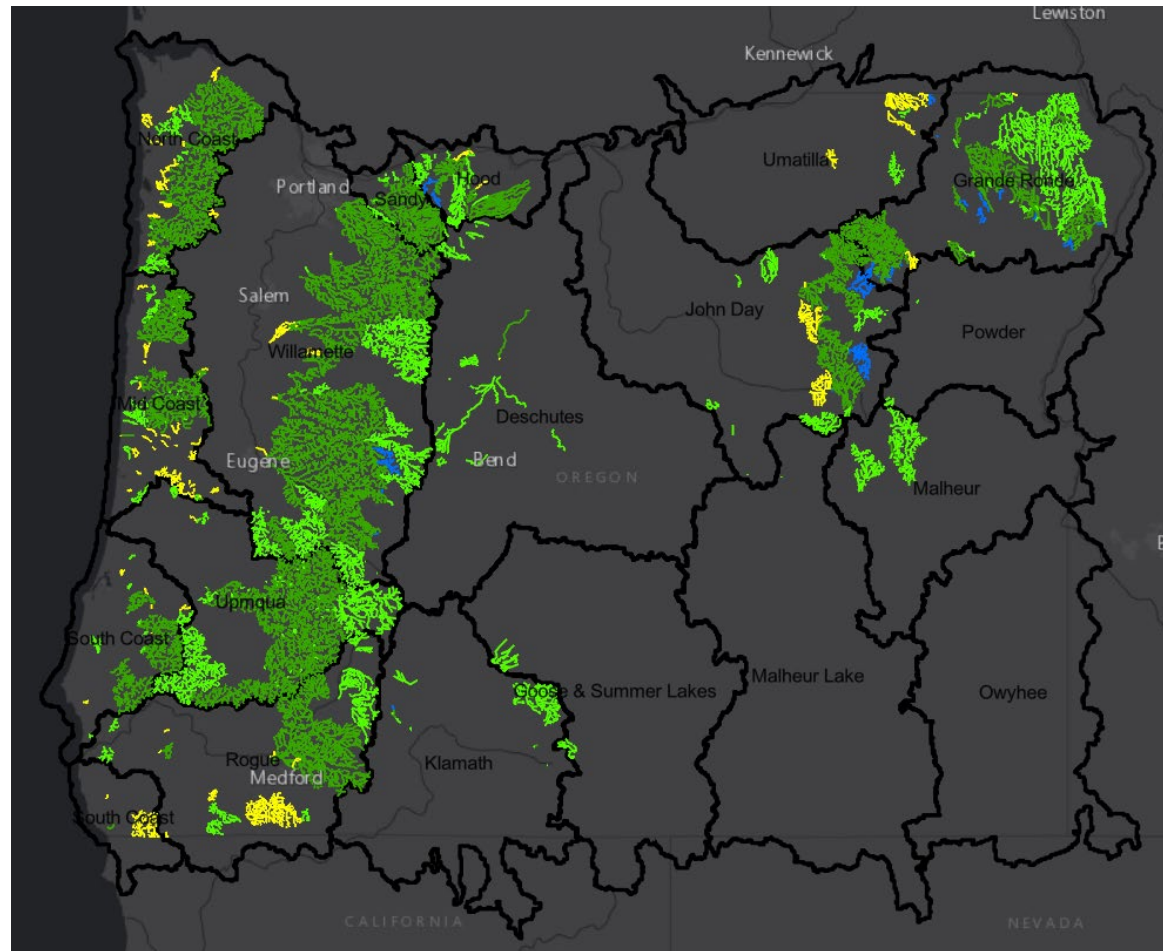 Lewiston
Kennewick
North Coast
Umatilla
Hood
Grande Ronde
Portland
Sandy
Salem
John Day
Powder
Willamette
Mid Coast
Deschutes
Eugene
Bend
OREGON
Malheur
Upmqua
South Coast
Goose & Summer Lakes
Malheur Lake
Owyhee
Rogue
Klamath
Medford
South Coast
CALIFORNIA
NEVADA